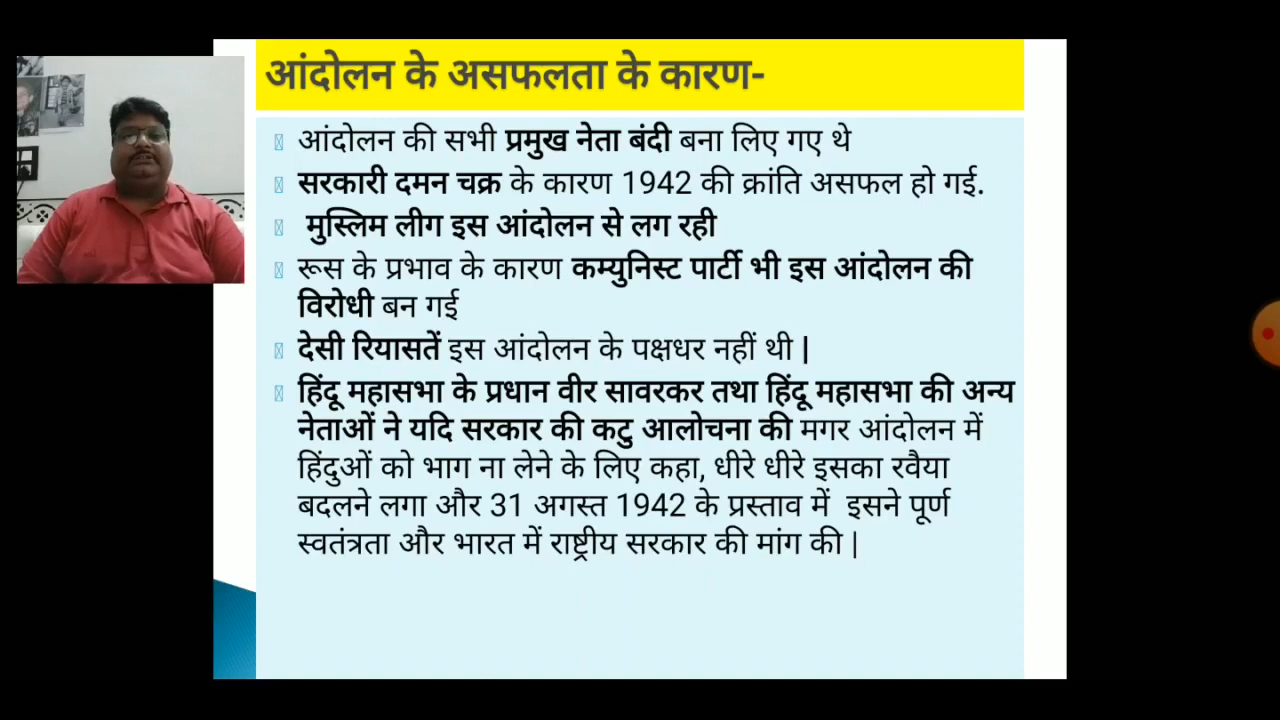 आंदोलन के असफलता के कारण-
आंदोलन की सभी प्रमुख नेता बंदी बना लिए गए थे
सरकारी दमन चक्र के कारण 1942 की क्रांति असफल हो गई.
मुस्लिम लीग इस आंदोलन से लग रही
रूस के प्रभाव के कारण कम्युनिस्ट पार्टी भी इस आंदोलन की
विरोधी बन गई
देसी रियासतें इस आंदोलन के पक्षधर नहीं थी |
हिंदू महासभा के प्रधान वीर सावरकर तथा हिंदू महासभा की अन्य
नेताओं ने यदि सरकार की कटु आलोचना की मगर आंदोलन में
हिंदुओं को भाग ना लेने के लिए कहा, धीरे धीरे इसका रवैया
बदलने लगा और 31 अगस्त 1942 के प्रस्ताव में इसने पूर्ण
स्वतंत्रता और भारत में राष्ट्रीय सरकार की मांग की |